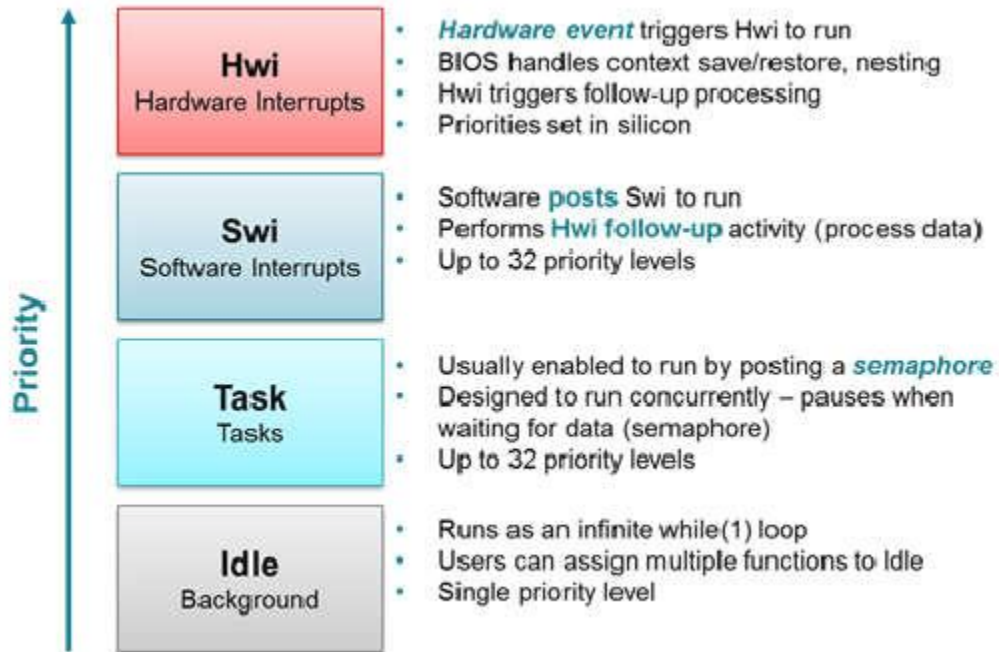 Priority
Hwi
Hardware Interrupts
• Hardware event triggers Hwi to run
• BIOS handles context save/restore, nesting
• Hwi triggers follow-up processing
• Priorities set in silicon
Swi
Software Interrupts
• Software posts Swi to run
• Performs Hwi follow-up activity (process data)
• Up to 32 priority levels
Task
Tasks
• Usually enabled to run by posting a semaphore
• Designed to run concurrently – pauses when
waiting for data (semaphore)
• Up to 32 priority levels
Idle
Background
• Runs as an infinite while(1) loop
• Users can assign multiple functions to Idle
• Single priority level